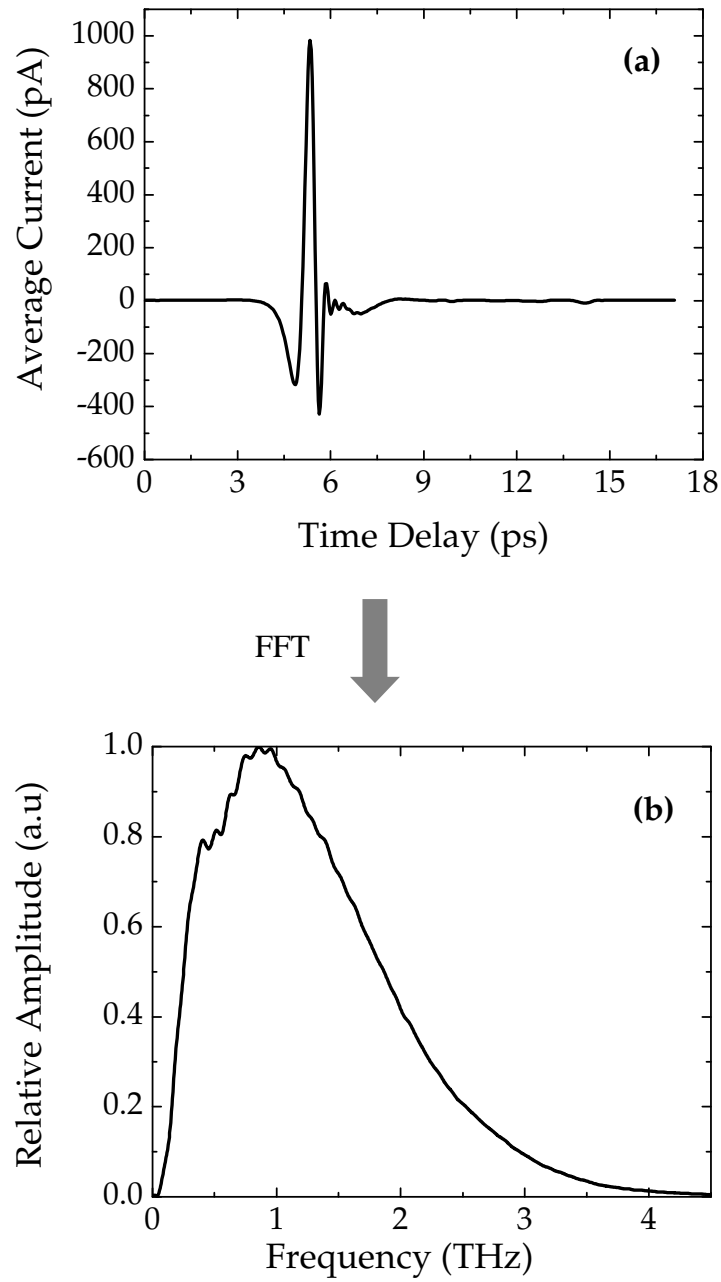 1000
800
600
400
200
0
-200
-400
-600
Average Current (pA)
(a)
0 3 6 9 12 15 18
Time Delay (ps)
FFT
1.0
0.8
0.6
0.4
0.2
0.0
Relative Amplitude (a.u)
(b)
0 1 2 3 4
Frequency (THz)